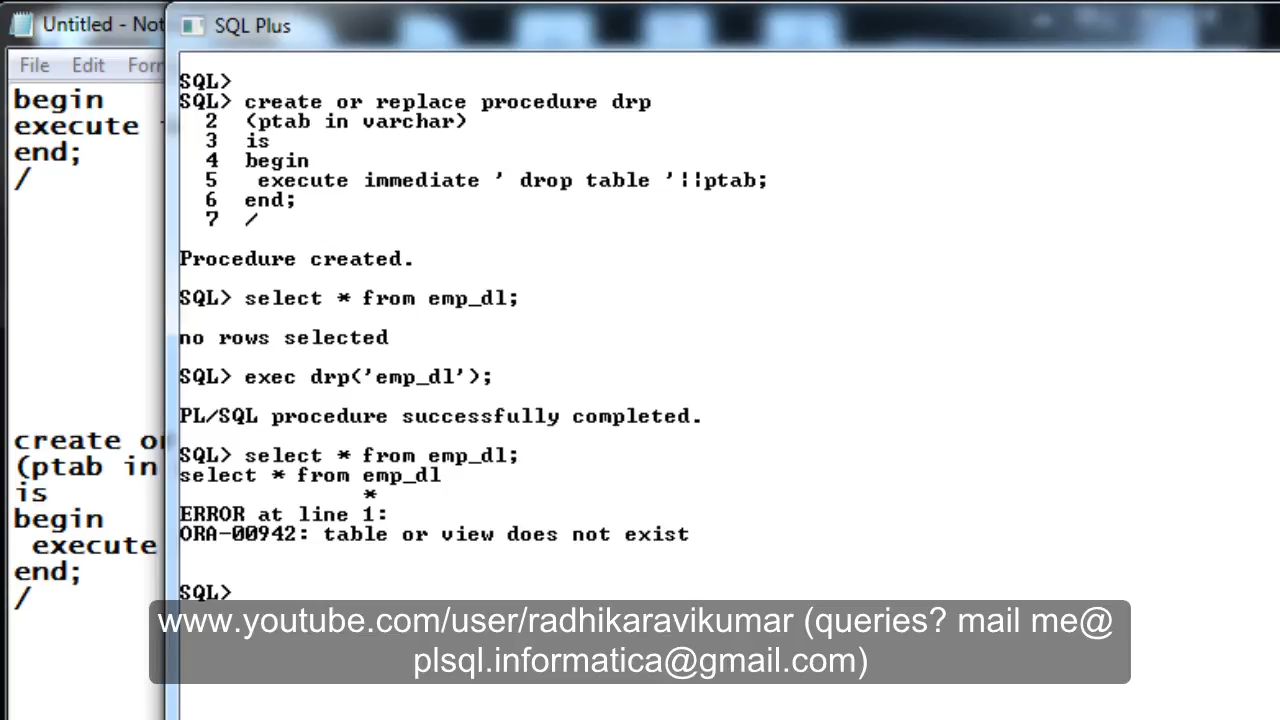 Untitled - Not
File Edit Form
begin
execute
end;
/
create or
(ptab in
is
begin
execute
end;
/
SQL Plus
SQL>
SQL> create or replace procedure drp
2 (ptab in varchar)
3 is
4 begin
5 execute immediate ' drop table '||ptab;
6 end;
7 /
Procedure created.
SQL> select * from emp_dl;
no rows selected
SQL> exec drp('emp_dl');
PL/SQL procedure successfully completed.
SQL> select * from emp_dl;
select * from emp_dl
*
ERROR at line 1:
ORA-00942: table or view does not exist
SQL>
www.youtube.com/user/radhikaravikumar (queries? mail me@
plsql.informatica@gmail.com)